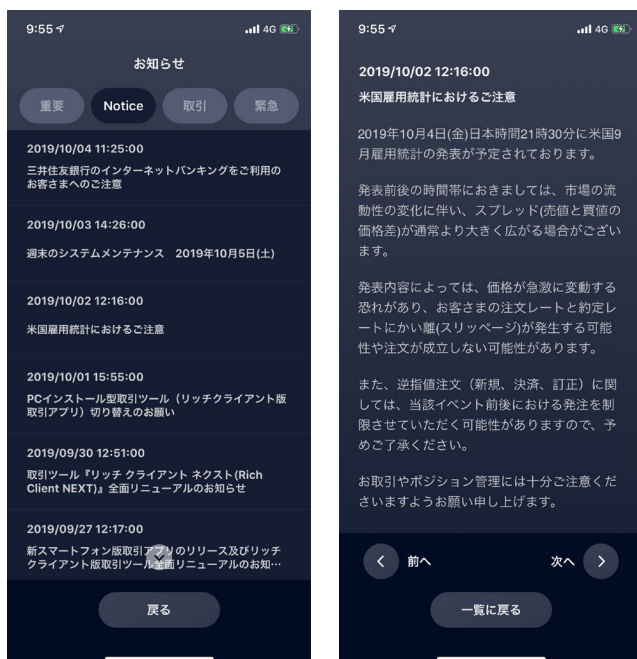 9:55
4G
お知らせ
重要
Notice
取引
緊急
2019/10/04 11:25:00
三井住友銀行のインターネットバンキングをご利用の
お客さまへのご注意
2019/10/03 14:26:00
週末のシステムメンテナンス　2019年10月5日(土)
2019/10/02 12:16:00
米国雇用統計におけるご注意
2019/10/01 15:55:00
PCインストール型取引ツール（リッチクライアント版
取引アプリ）切り替えのお願い
2019/09/30 12:51:00
取引ツール『リッチ クライアント ネクスト(Rich
Client NEXT)』全面リニューアルのお知らせ
2019/09/27 12:17:00
新スマートフォン版取引アプリのリリース及びリッチ
クライアント版取引ツール全面リニューアルのお知…
戻る
9:55
4G
2019/10/02 12:16:00
米国雇用統計におけるご注意
2019年10月4日(金)日本時間21時30分に米国9
月雇用統計の発表が予定されております。
発表前後の時間帯におきましては、市場の流
動性の変化に伴い、スプレッド(売値と買値の
価格差)が通常より大きく広がる場合がござい
ます。
発表内容によっては、価格が急激に変動する
恐れがあり、お客さまの注文レートと約定レ
ートにかい離(スリッページ)が発生する可能
性や注文が成立しない可能性があります。
また、逆指値注文（新規、決済、訂正）に関
しては、当該イベント前後における発注を制
限させていただく可能性がありますので、予
めご了承ください。
お取引やポジション管理には十分ご注意くだ
さいますようお願い申し上げます。
前へ
次へ
一覧に戻る